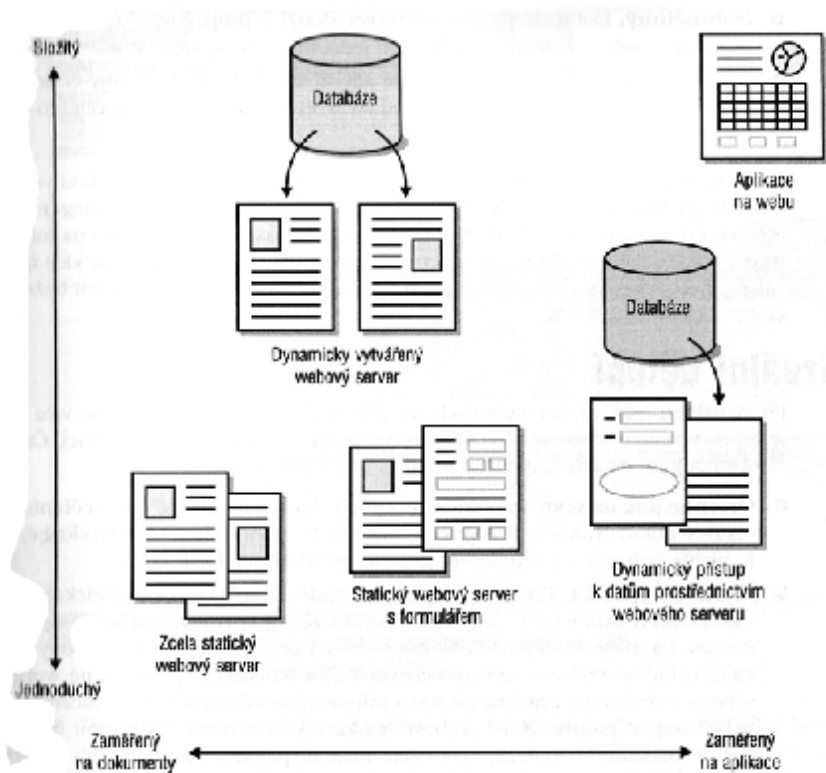 Složitý
Databáze
Aplikace
na webu
Dynamicky vytvářený
webový server
Databáze
Statický webový server
s formulářem
Dynamický přístup
k datům prostřednictvím
webového serveru
Zcela statický
webový server
Jednoduchý
Zaměřený
na dokumenty
Zaměřený
na aplikace